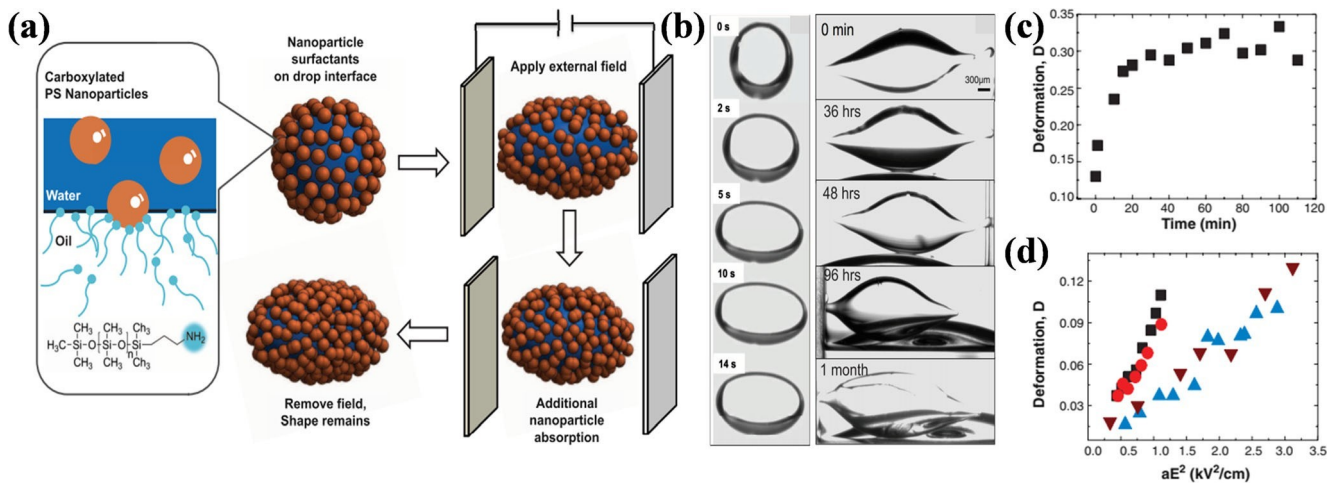 (a)
Carboxylated
PS Nanoparticles
Water
Oil
CH₃ CH₃ Ch₃
H₃C-Si-O-(Si-O)-Si NH₂
n
CH₃ CH₃ Ch₃
Nanoparticle
surfactants
on drop interface
Apply external field
Remove field,
Shape remains
Additional
nanoparticle
absorption
(b)
0 s
2 s
5 s
10 s
14 s
0 min
300μm
36 hrs
48 hrs
96 hrs
1 month
(c)
Deformation, D
0.35
0.30
0.25
0.20
0.15
0.10
0 20 40 60 80 100 120
Time (min)
(d)
Deformation, D
0.12
0.09
0.06
0.03
0.0 0.5 1.0 1.5 2.0 2.5 3.0 3.5
aE² (kV²/cm)